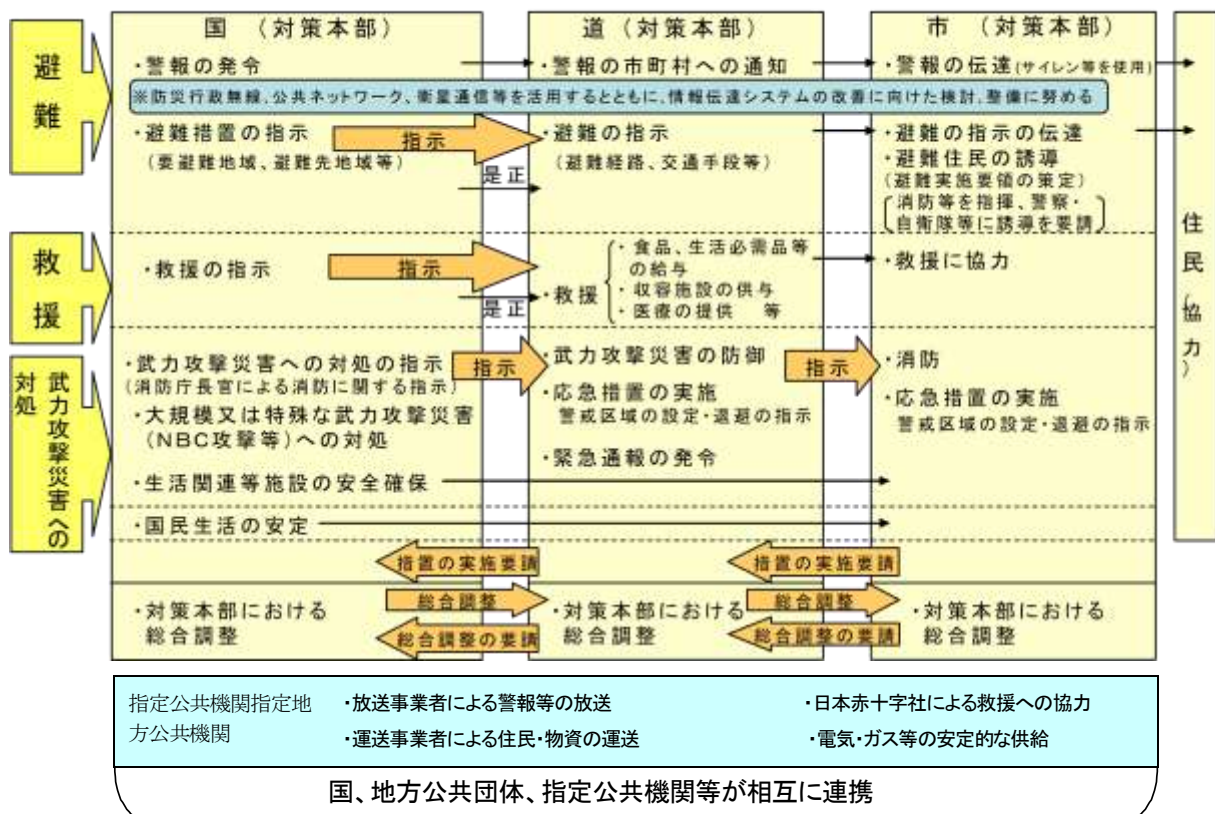 避難
国 (対策本部)
道 (対策本部)
市 (対策本部)
・警報の発令
・警報の市町村への通知
・警報の伝達(サイレン等を使用)
※防災行政無線、公共ネットワーク、衛星通信等を活用するとともに、情報伝達システムの改善に向けた検討、整備に努める
・避難措置の指示
(要避難地域、避難先地域等)
指示
是正
・避難の指示
(避難経路、交通手段等)
・避難の指示の伝達
・避難住民の誘導
(避難実施要領の策定)
消防等を指揮、警察・
自衛隊等に誘導を要請
救援
・救援の指示
指示
是正
・救援
・食品、生活必需品等
の給与
・収容施設の供与
・医療の提供 等
・救援に協力
武力攻撃災害への
対処
・武力攻撃災害への対処の指示
(消防庁長官による消防に関する指示)
指示
・武力攻撃災害の防御
指示
・消防
・大規模又は特殊な武力攻撃災害
(NBC攻撃等)への対処
・応急措置の実施
警戒区域の設定・退避の指示
・応急措置の実施
警戒区域の設定・退避の指示
・緊急通報の発令
・生活関連等施設の安全確保
・国民生活の安定
措置の実施要請
措置の実施要請
・対策本部における
総合調整
総合調整
総合調整の要請
・対策本部における
総合調整
総合調整
総合調整の要請
・対策本部における
総合調整
住民(協力)
指定公共機関指定地
方公共機関
・放送事業者による警報等の放送
・日本赤十字社による救援への協力
・運送事業者による住民・物資の運送
・電気・ガス等の安定的な供給
国、地方公共団体、指定公共機関等が相互に連携